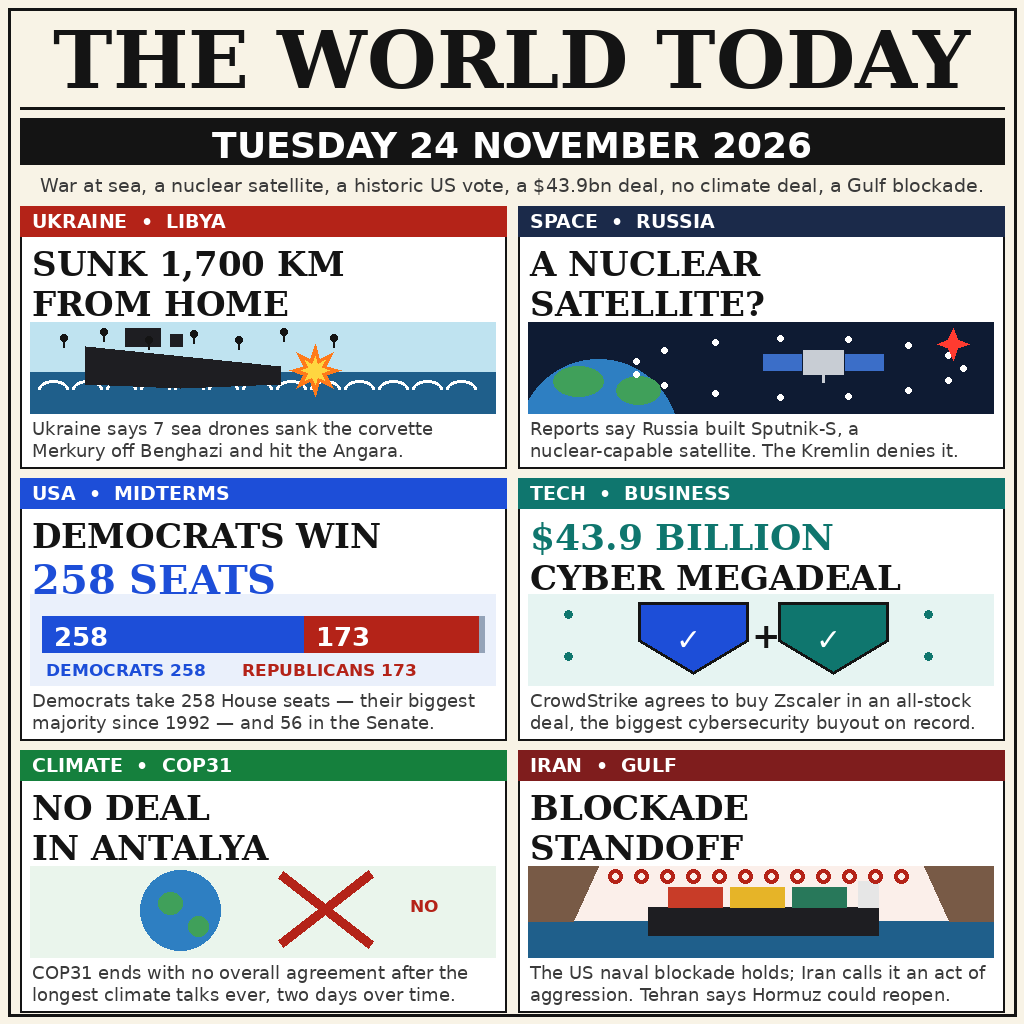 THE WORLD TODAY
TUESDAY 24 NOVEMBER 2026
War at sea, a nuclear satellite, a historic US vote, a $43.9bn deal, no climate deal, a Gulf blockade.
UKRAINE • LIBYA
SUNK 1,700 KM
FROM HOME
Ukraine says 7 sea drones sank the corvette
Merkury off Benghazi and hit the Angara.
SPACE • RUSSIA
A NUCLEAR
SATELLITE?
Reports say Russia built Sputnik-S, a
nuclear-capable satellite. The Kremlin denies it.
USA • MIDTERMS
DEMOCRATS WIN
258 SEATS
258 173
DEMOCRATS 258 REPUBLICANS 173
Democrats take 258 House seats — their biggest
majority since 1992 — and 56 in the Senate.
TECH • BUSINESS
$43.9 BILLION
CYBER MEGADEAL
✓ + ✓
CrowdStrike agrees to buy Zscaler in an all-stock
deal, the biggest cybersecurity buyout on record.
CLIMATE • COP31
NO DEAL
IN ANTALYA
NO
COP31 ends with no overall agreement after the
longest climate talks ever, two days over time.
IRAN • GULF
BLOCKADE
STANDOFF
The US naval blockade holds; Iran calls it an act of
aggression. Tehran says Hormuz could reopen.